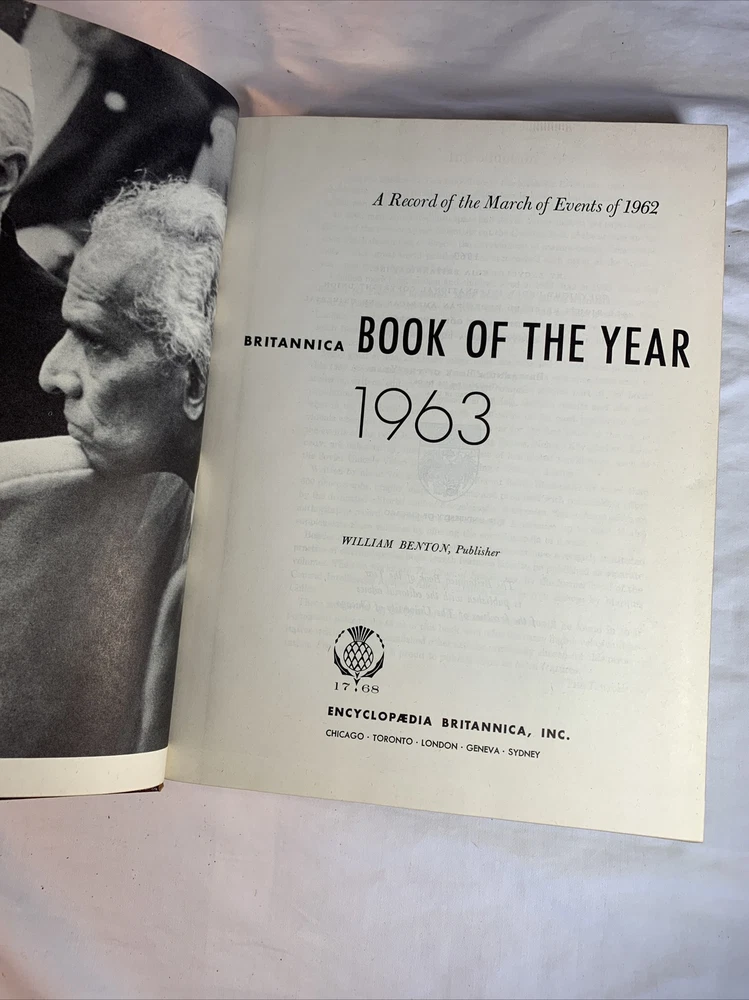 A Record of the March of Events of 1962
BRITANNICA BOOK OF THE YEAR
1963
WILLIAM BENTON, Publisher
17 68
ENCYCLOPÆDIA BRITANNICA, INC.
CHICAGO · TORONTO · LONDON · GENEVA · SYDNEY